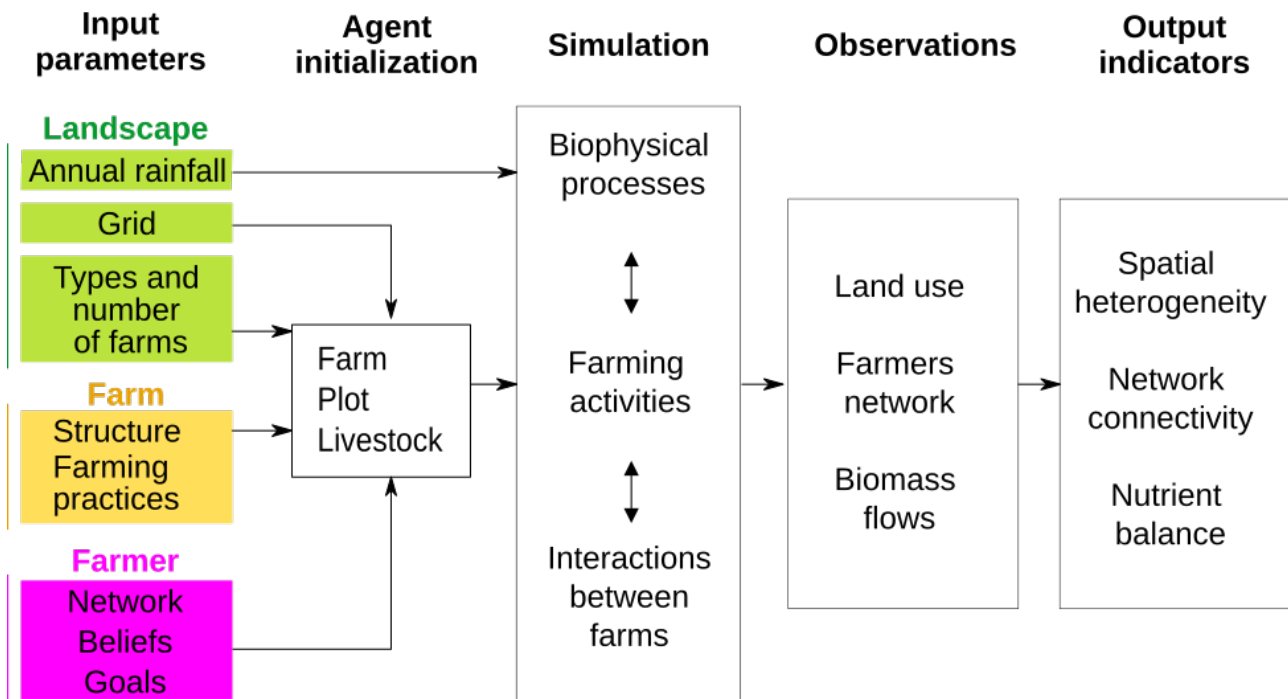 Input
parameters
Agent
initialization
Simulation
Observations
Output
indicators
Landscape
Annual rainfall
Grid
Types and
number
of farms
Farm
Structure
Farming
practices
Farmer
Network
Beliefs
Goals
Farm
Plot
Livestock
Biophysical
processes
Farming
activities
Interactions
between
farms
Land use
Farmers
network
Biomass
flows
Spatial
heterogeneity
Network
connectivity
Nutrient
balance